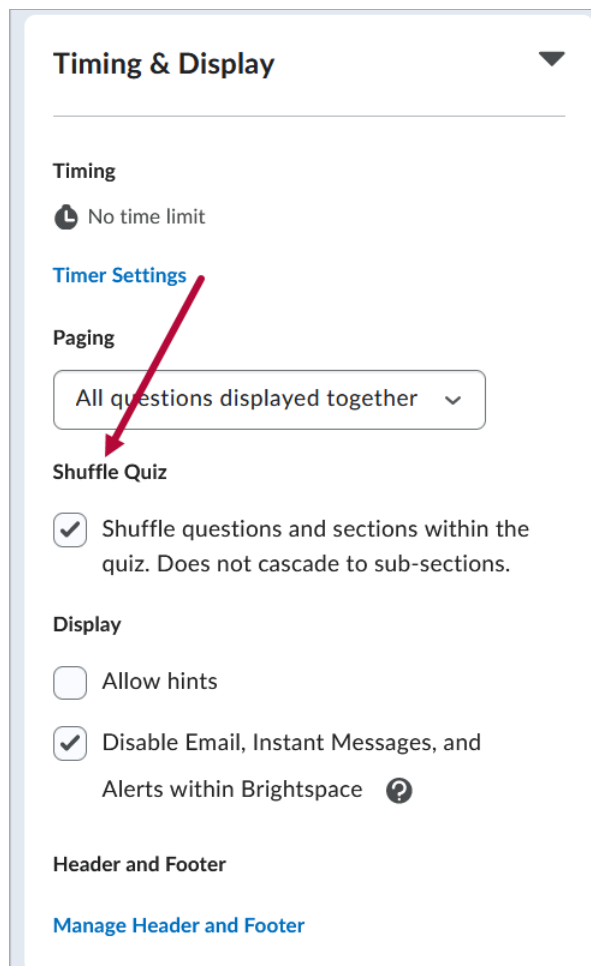 Timing & Display
Timing
No time limit
Timer Settings
Paging
All questions displayed together
Shuffle Quiz
Shuffle questions and sections within the
quiz. Does not cascade to sub-sections.
Display
Allow hints
Disable Email, Instant Messages, and
Alerts within Brightspace ?
Header and Footer
Manage Header and Footer